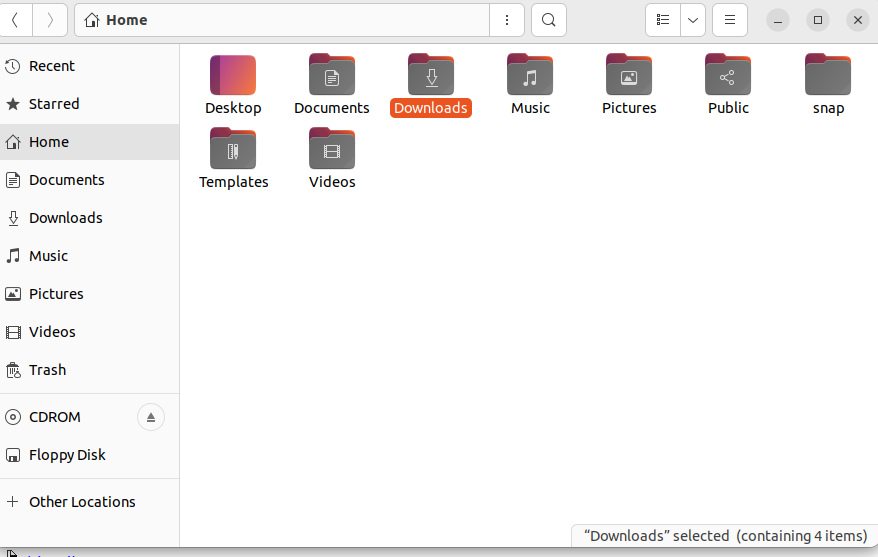 Home
Recent
Starred
Home
Documents
Downloads
Music
Pictures
Videos
Trash
CDROM
Floppy Disk
Other Locations
Desktop Documents Downloads Music Pictures Public snap
Templates Videos
“Downloads” selected (containing 4 items)